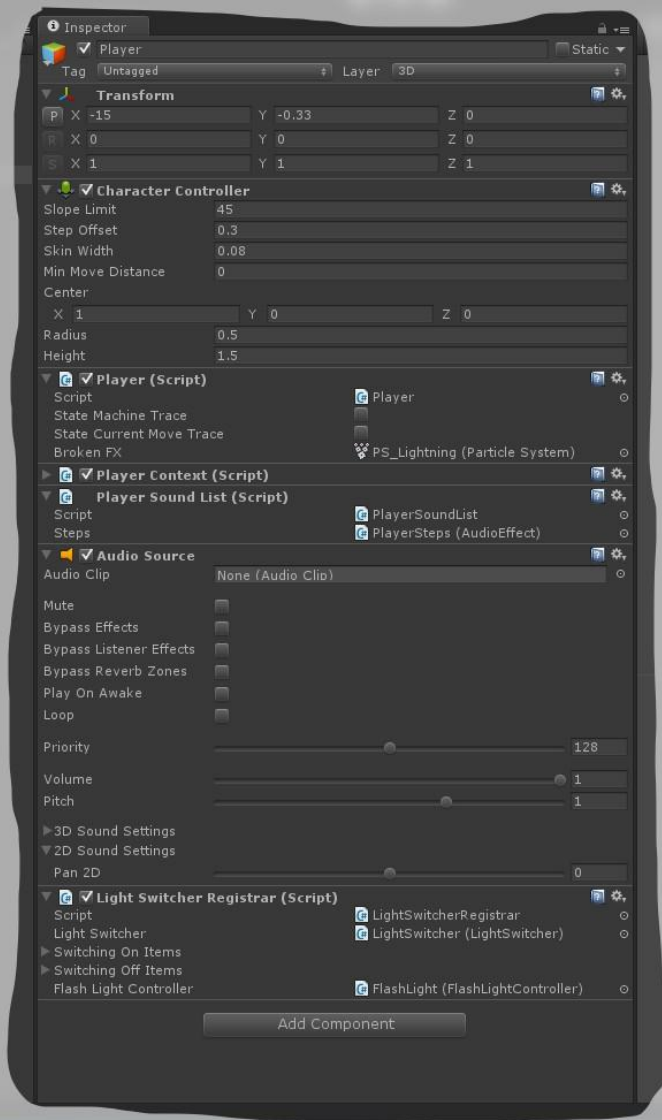 Inspector
Player Static
Tag Untagged Layer 3D
Transform
P X -15 Y -0.33 Z 0
R X 0 Y 0 Z 0
S X 1 Y 1 Z 1
Character Controller
Slope Limit 45
Step Offset 0.3
Skin Width 0.08
Min Move Distance 0
Center
X 1 Y 0 Z 0
Radius 0.5
Height 1.5
Player (Script)
Script Player
State Machine Trace
State Current Move Trace
Broken FX PS_Lightning (Particle System)
Player Context (Script)
Player Sound List (Script)
Script PlayerSoundList
Steps PlayerSteps (AudioEffect)
Audio Source
Audio Clip None (Audio Clip)
Mute
Bypass Effects
Bypass Listener Effects
Bypass Reverb Zones
Play On Awake
Loop
Priority 128
Volume 1
Pitch 1
3D Sound Settings
2D Sound Settings
Pan 2D 0
Light Switcher Registrar (Script)
Script LightSwitcherRegistrar
Light Switcher LightSwitcher (LightSwitcher)
Switching On Items
Switching Off Items
Flash Light Controller FlashLight (FlashLightController)
Add Component